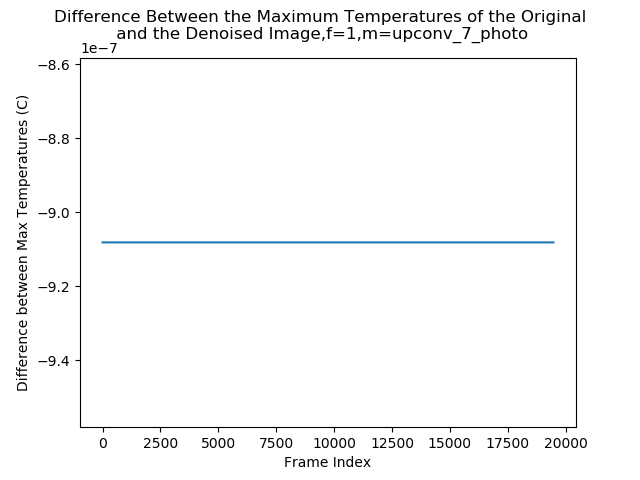 Difference Between the Maximum Temperatures of the Original
and the Denoised Image,f=1,m=upconv_7_photo
1e−7
−8.6
−8.8
−9.0
−9.2
−9.4
Difference between Max Temperatures (C)
0 2500 5000 7500 10000 12500 15000 17500 20000
Frame Index